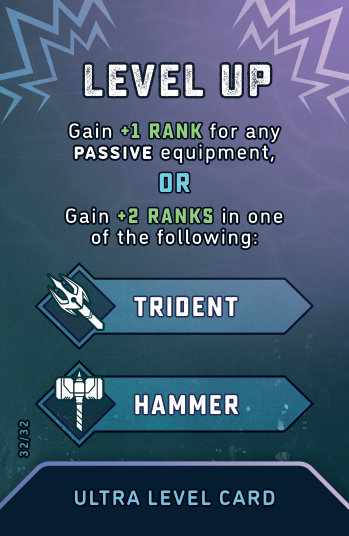 LEVEL UP
Gain +1 RANK for any
PASSIVE equipment,
OR
Gain +2 RANKS in one
of the following:
TRIDENT
HAMMER
32/32
ULTRA LEVEL CARD